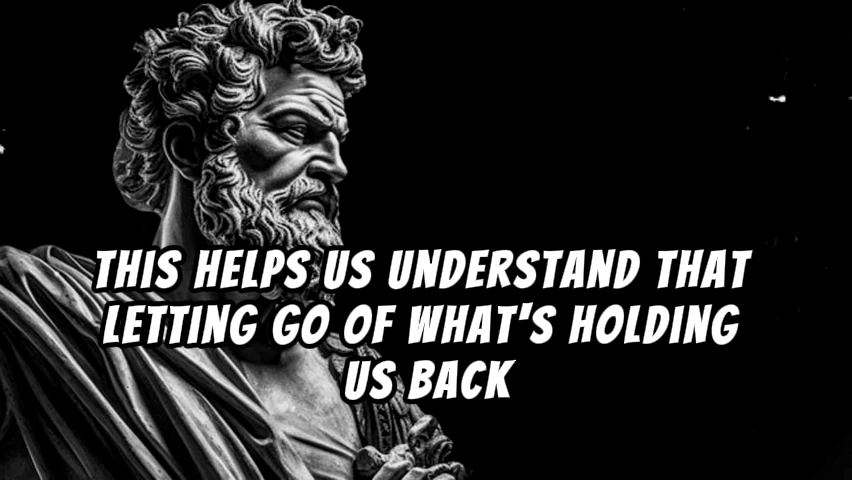 THIS HELPS US UNDERSTAND THAT
LETTING GO OF WHAT'S HOLDING
US BACK